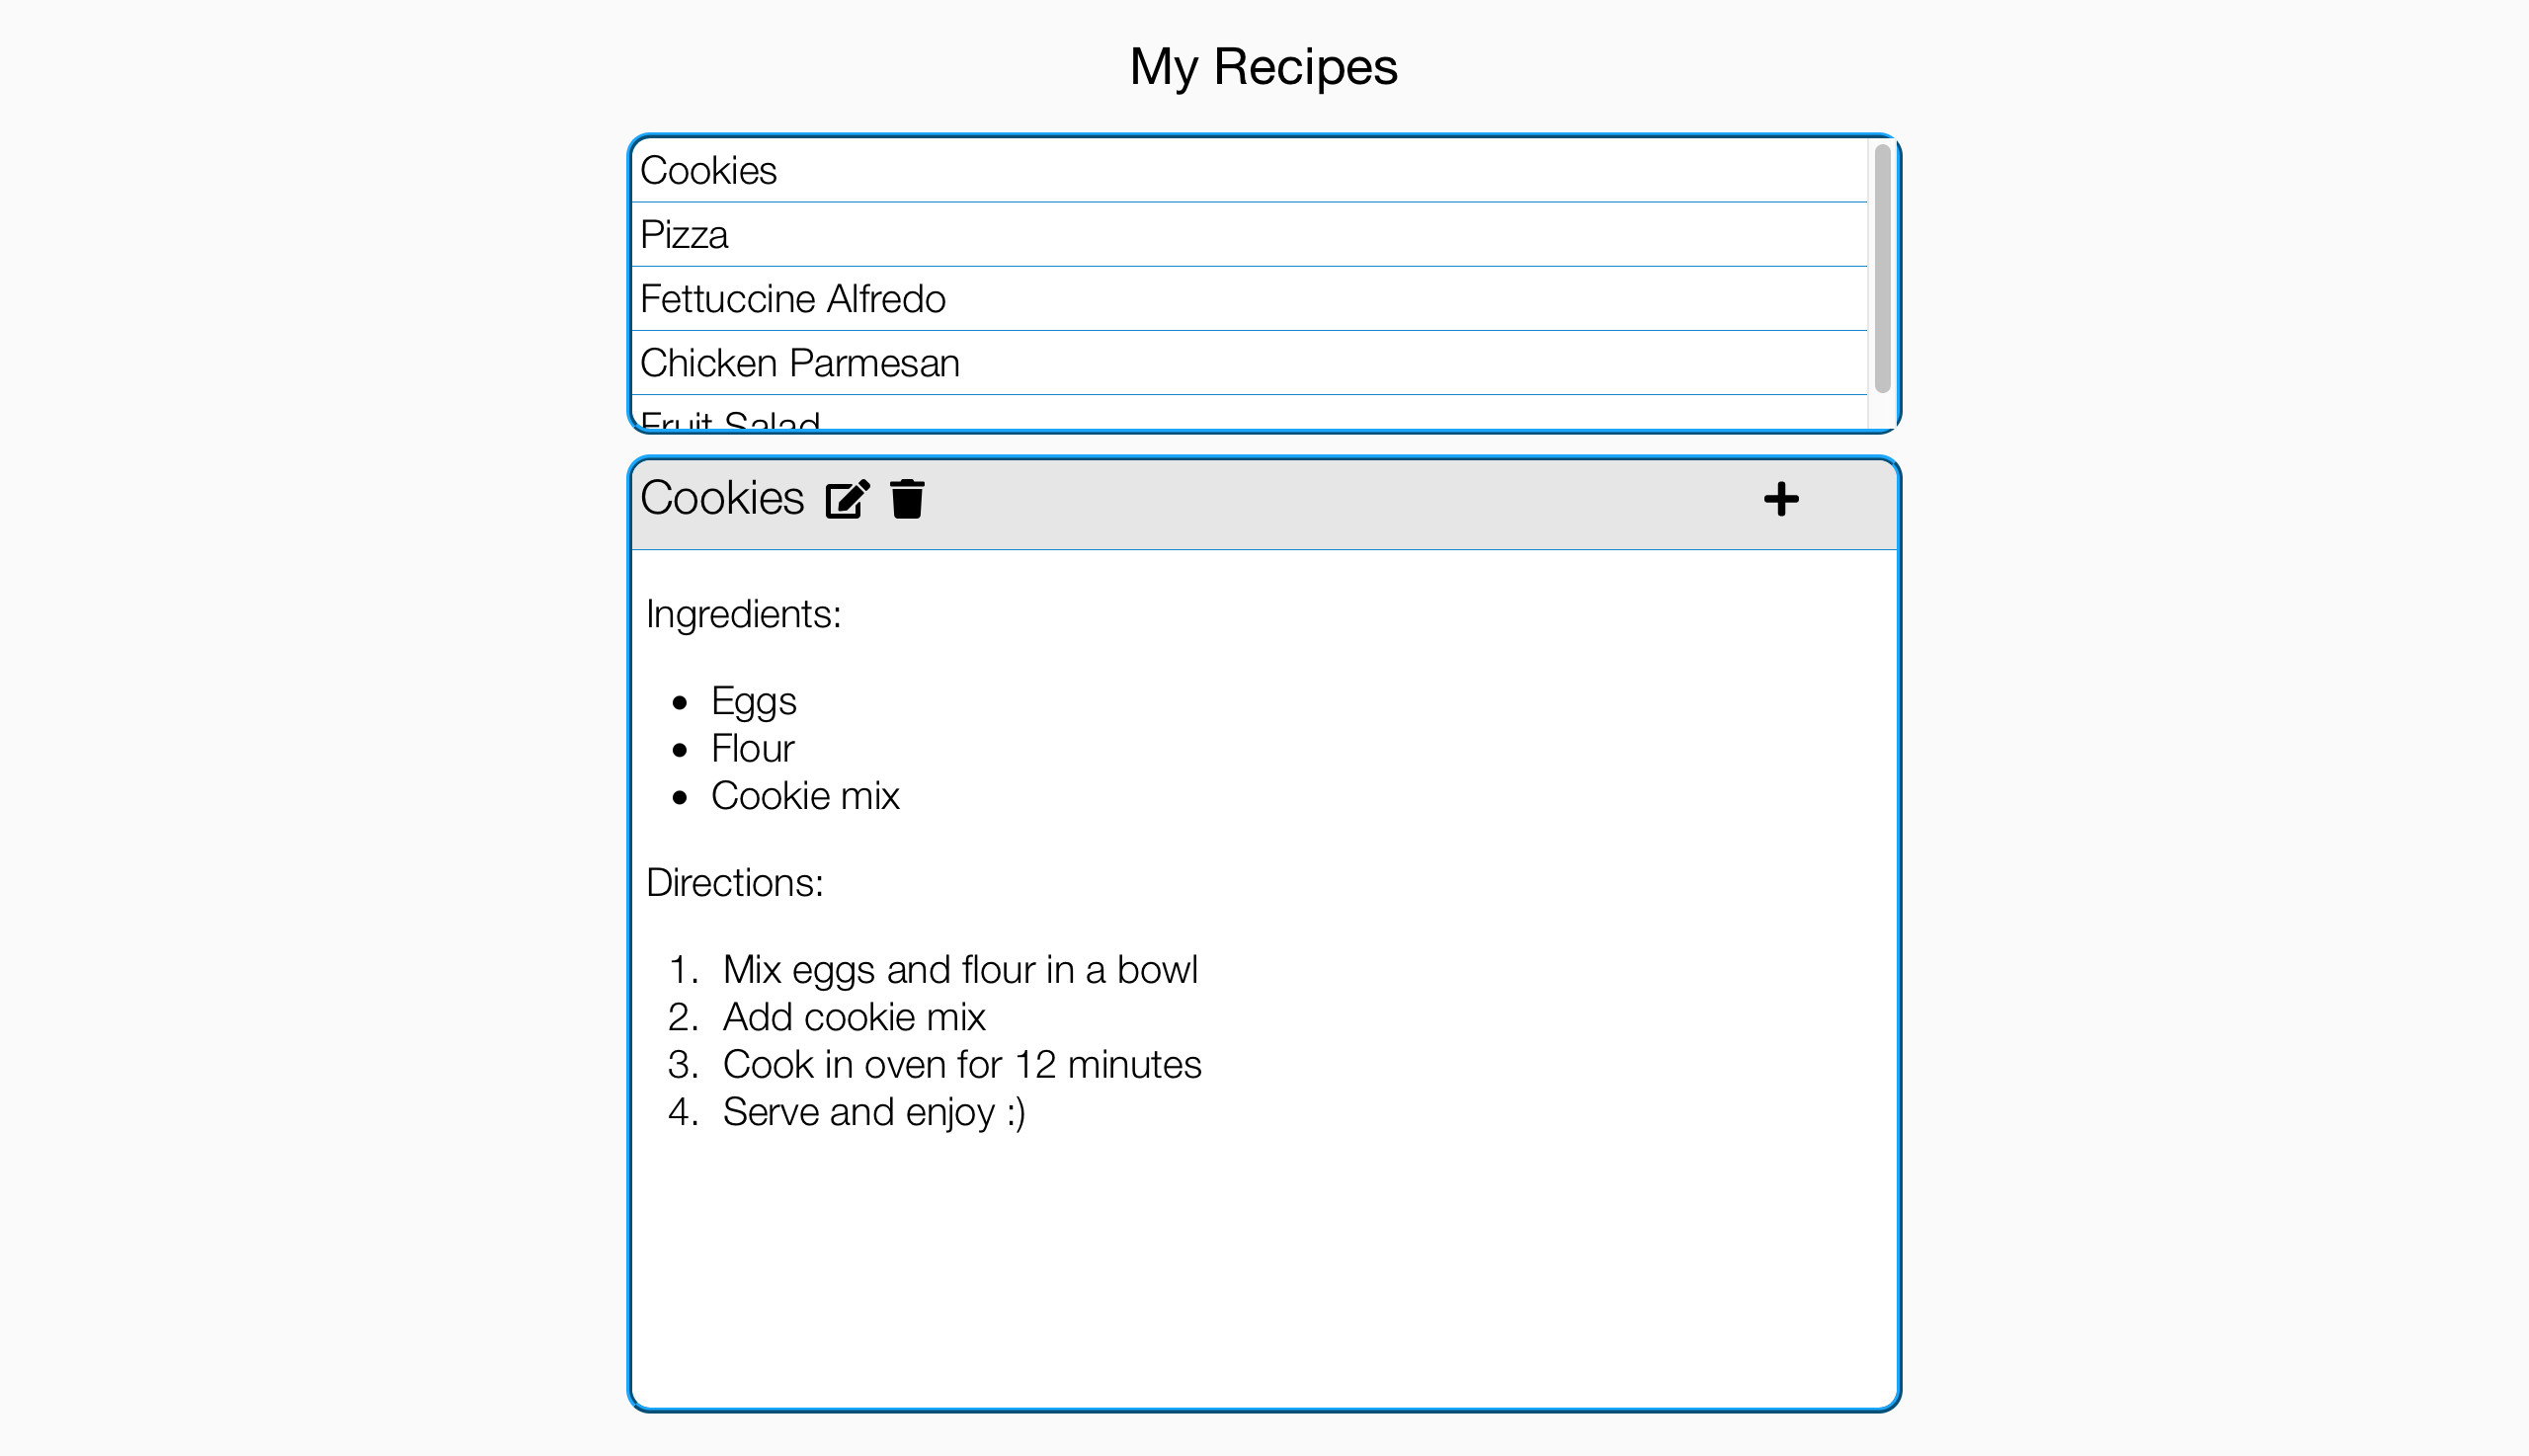 My Recipes
Cookies
Pizza
Fettuccine Alfredo
Chicken Parmesan
Fruit Salad
Cookies
Ingredients:
Eggs
Flour
Cookie mix
Directions:
1. Mix eggs and flour in a bowl
2. Add cookie mix
3. Cook in oven for 12 minutes
4. Serve and enjoy :)